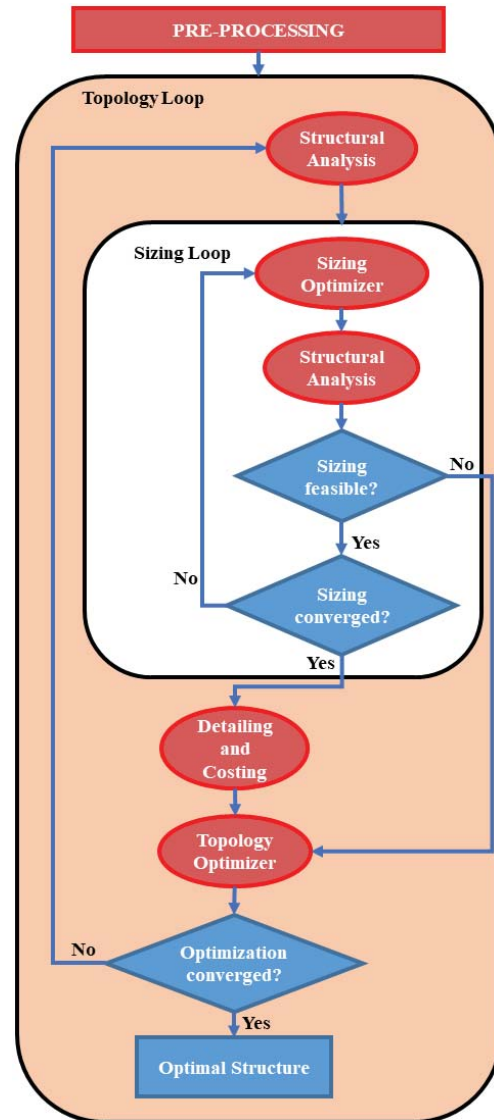 PRE-PROCESSING
Topology Loop
Structural
Analysis
Sizing Loop
Sizing
Optimizer
Structural
Analysis
Sizing
feasible?
No
Yes
No
Sizing
converged?
Yes
Detailing
and
Costing
Topology
Optimizer
No
Optimization
converged?
Yes
Optimal Structure